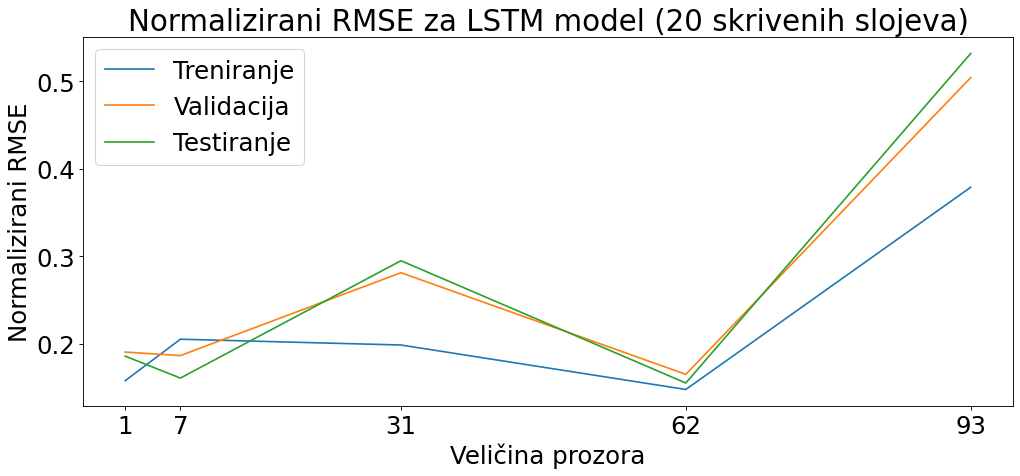 Normalizirani RMSE za LSTM model (20 skrivenih slojeva)
Treniranje
Validacija
Testiranje
Normalizirani RMSE
0.5
0.4
0.3
0.2
1 7 31 62 93
Veličina prozora